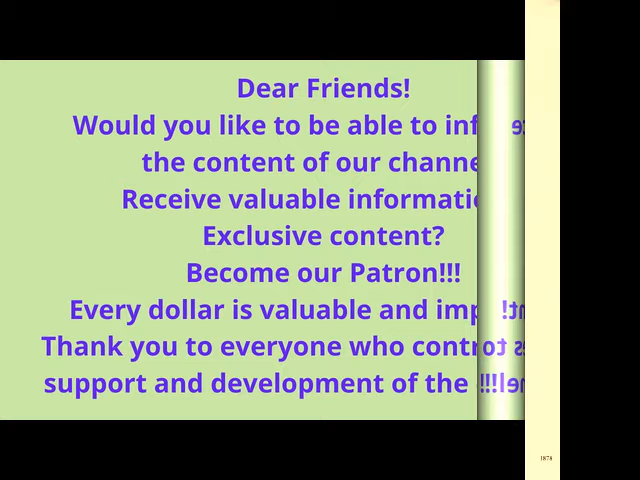 Dear Friends!
Would you like to be able to inf
the content of our channe
Receive valuable informatio
Exclusive content?
Become our Patron!!!
Every dollar is valuable and imp
Thank you to everyone who contr
support and development of the
1878